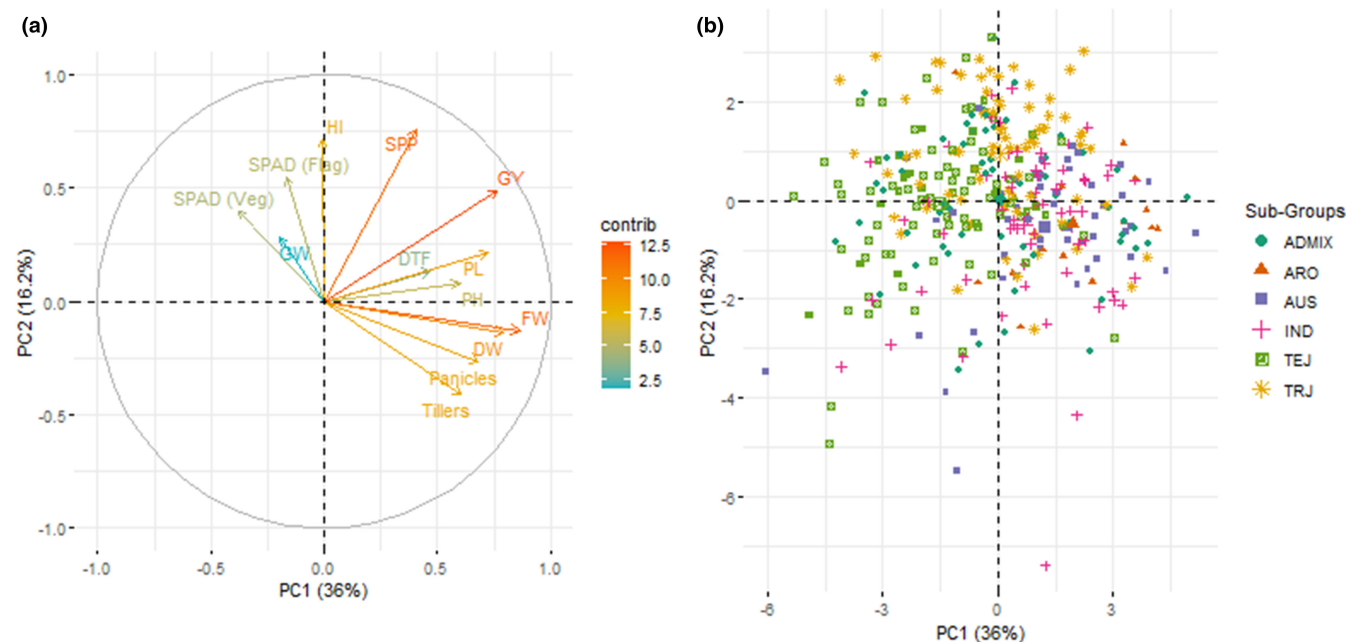 (a)
1.0
0.5
0.0
-0.5
-1.0
PC2 (16.2%)
HI
SPP
SPAD (Flag)
GY
SPAD (Veg)
GW
DTF
PL
PH
FW
DW
Panicles
Tillers
-1.0
-0.5
0.0
0.5
1.0
PC1 (36%)
contrib
12.5
10.0
7.5
5.0
2.5
(b)
2
0
-2
-4
-6
PC2 (16.2%)
-6
-3
0
3
PC1 (36%)
Sub-Groups
ADMIX
ARO
AUS
IND
TEJ
TRJ